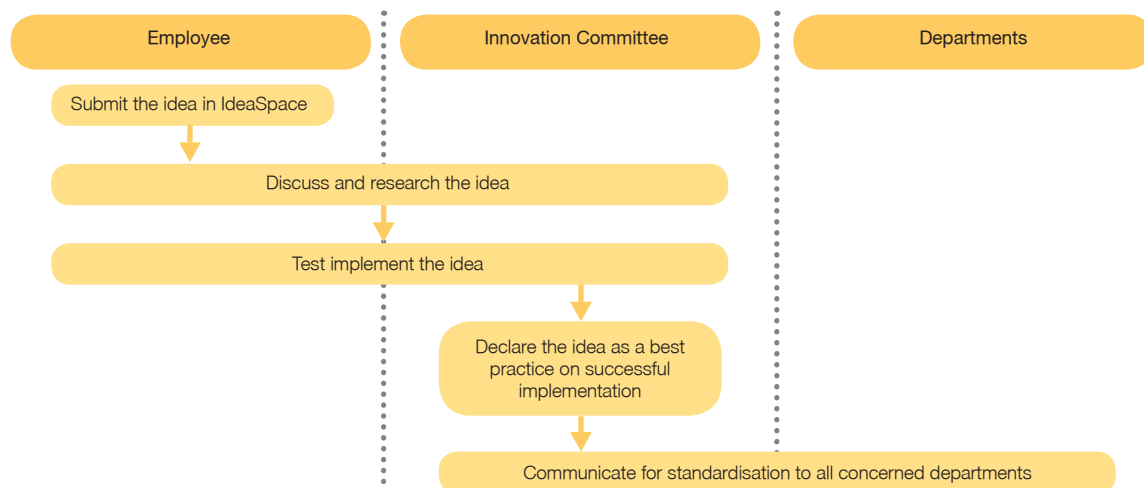 Employee
Innovation Committee
Departments
Submit the idea in IdeaSpace
Discuss and research the idea
Test implement the idea
Declare the idea as a best
practice on successful
implementation
Communicate for standardisation to all concerned departments